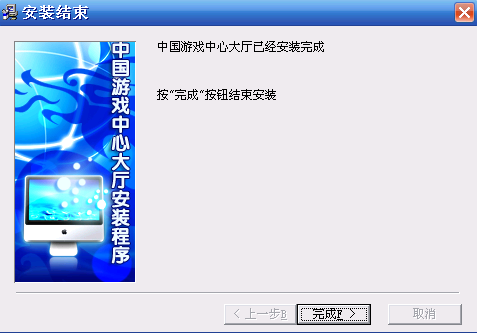 安装结束
中国游戏中心大厅已经安装完成
按“完成”按钮结束安装
中国游戏中心大厅安装程序
< 上一步B
完成F >
取消